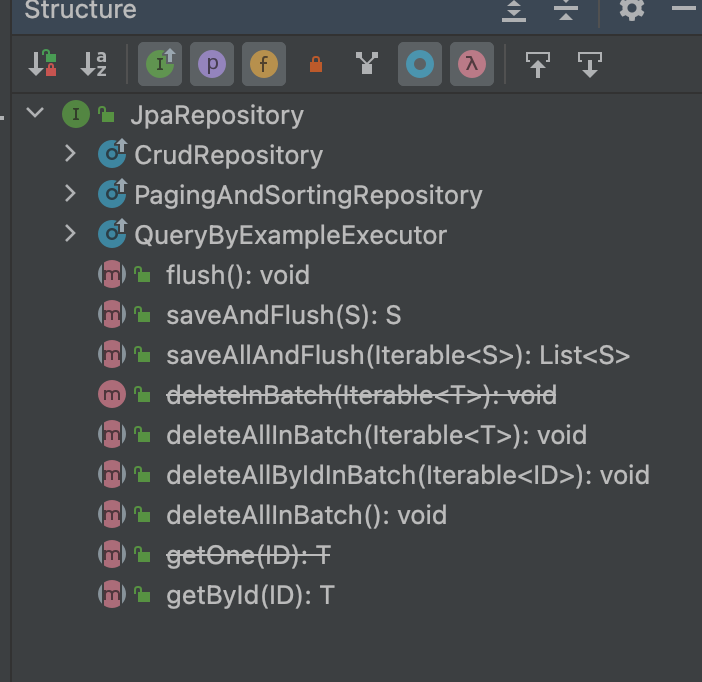 Structure
JpaRepository
CrudRepository
PagingAndSortingRepository
QueryByExampleExecutor
flush(): void
saveAndFlush(S): S
saveAllAndFlush(Iterable<S>): List<S>
deleteInBatch(Iterable<T>): void
deleteAllInBatch(Iterable<T>): void
deleteAllByIdInBatch(Iterable<ID>): void
deleteAllInBatch(): void
getOne(ID): T
getById(ID): T